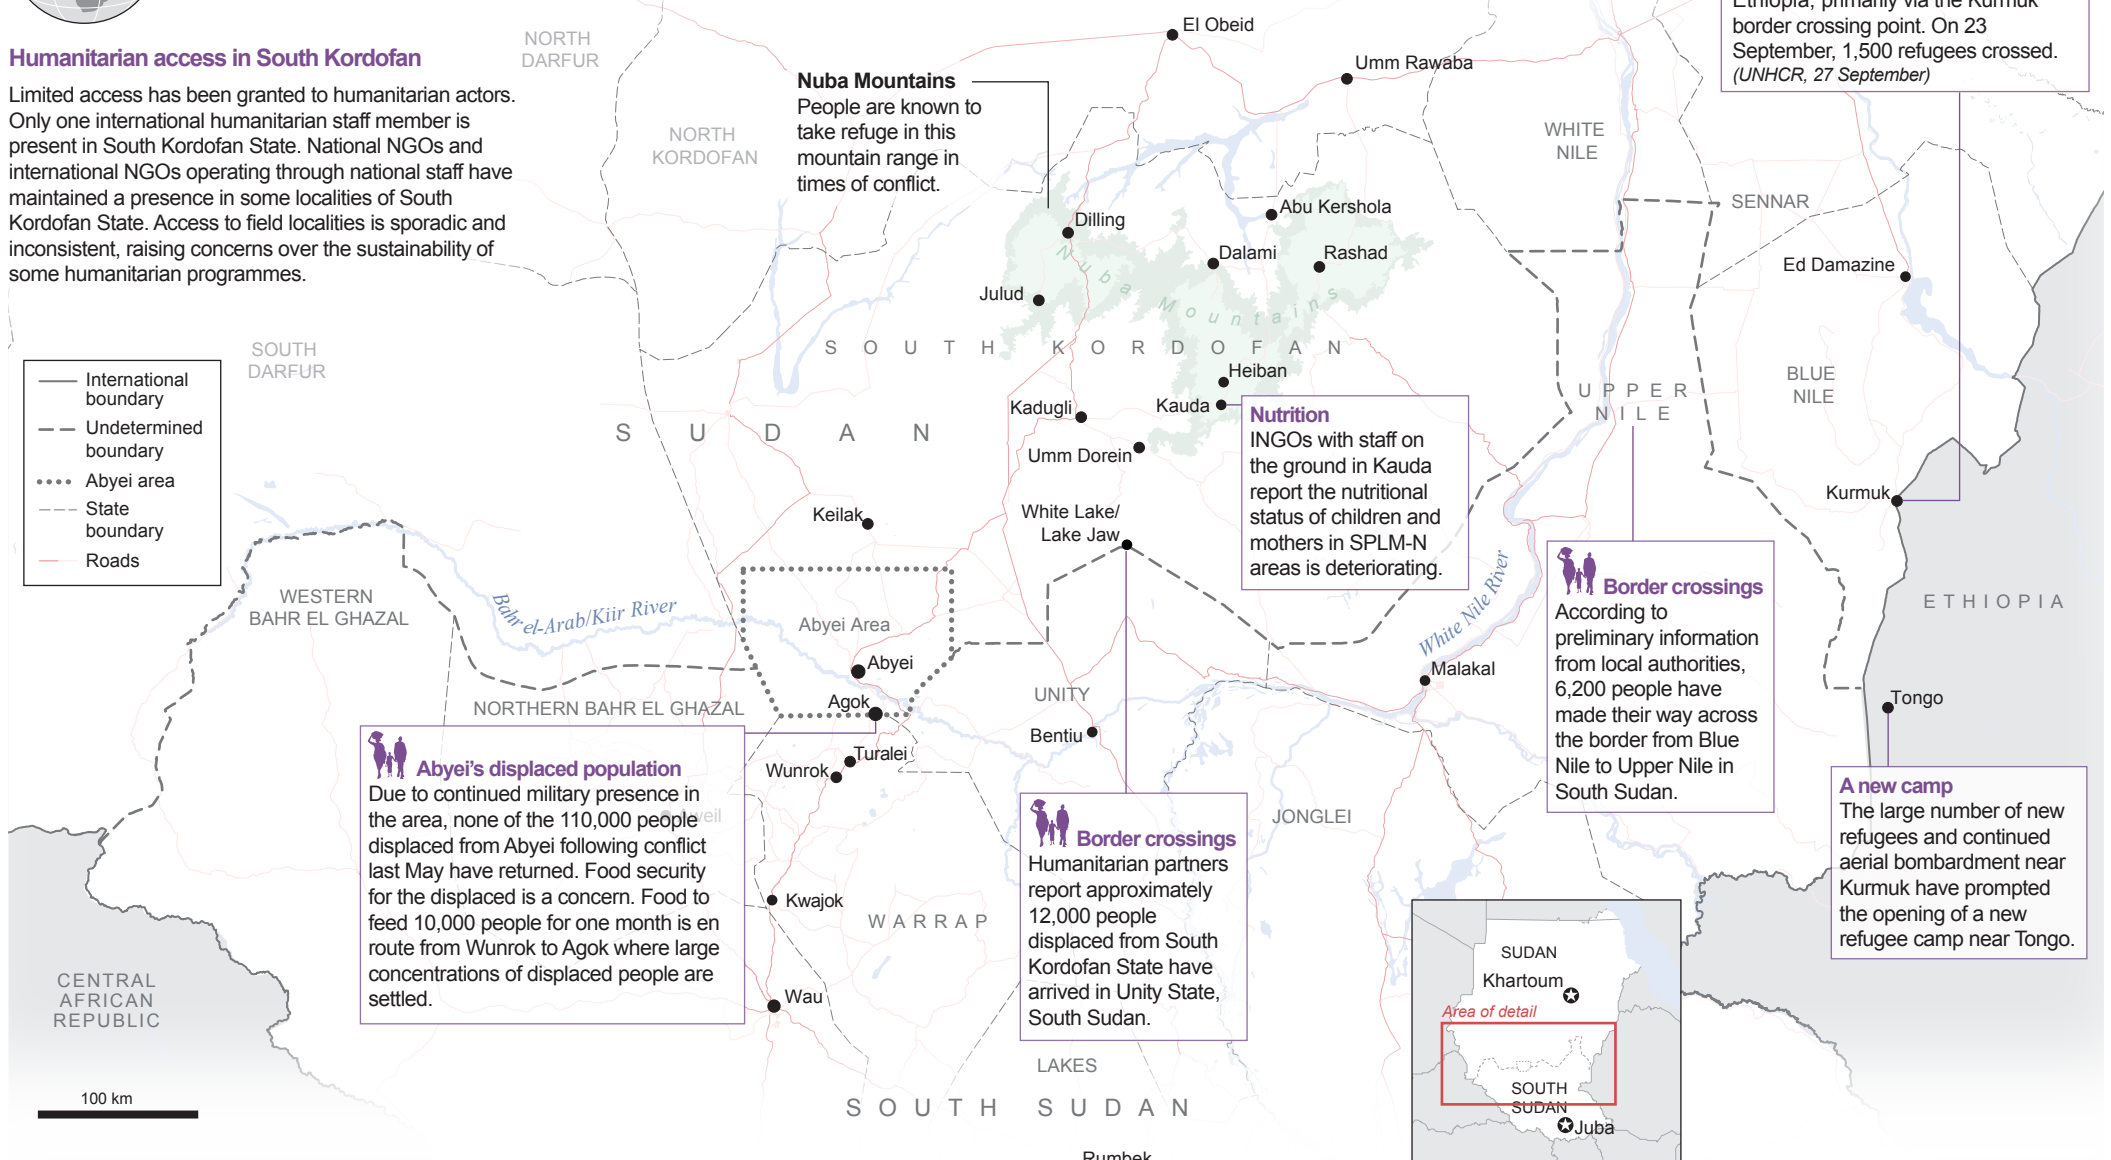 Humanitarian access in South Kordofan
Limited access has been granted to humanitarian actors.
Only one international humanitarian staff member is
present in South Kordofan State. National NGOs and
international NGOs operating through national staff have
maintained a presence in some localities of South
Kordofan State. Access to field localities is sporadic and
inconsistent, raising concerns over the sustainability of
some humanitarian programmes.
NORTH
DARFUR
NORTH
KORDOFAN
Nuba Mountains
People are known to
take refuge in this
mountain range in
times of conflict.
El Obeid
Umm Rawaba
Ethiopia, primarily via the Kurmuk
border crossing point. On 23
September, 1,500 refugees crossed.
(UNHCR, 27 September)
WHITE
NILE
SENNAR
Dilling
Abu Kershola
Dalami
Rashad
Ed Damazine
Julud
Nuba Mountains
SOUTH KORDOFAN
SOUTH
DARFUR
International
boundary
Undetermined
boundary
Abyei area
State
boundary
Roads
Heiban
Kauda
Kadugli
Umm Dorein
SUDAN
UPPER
NILE
BLUE
NILE
Nutrition
INGOs with staff on
the ground in Kauda
report the nutritional
status of children and
mothers in SPLM-N
areas is deteriorating.
Kurmuk
Keilak
White Lake/
Lake Jaw
WESTERN
BAHR EL GHAZAL
Bahr el-Arab/Kiir River
Abyei Area
White Nile River
ETHIOPIA
Border crossings
According to
preliminary information
from local authorities,
6,200 people have
made their way across
the border from Blue
Nile to Upper Nile in
South Sudan.
Abyei
Agok
UNITY
Malakal
NORTHERN BAHR EL GHAZAL
Bentiu
Tongo
Turalei
Wunrok
Abyei's displaced population
Due to continued military presence in
the area, none of the 110,000 people
displaced from Abyei following conflict
last May have returned. Food security
for the displaced is a concern. Food to
feed 10,000 people for one month is en
route from Wunrok to Agok where large
concentrations of displaced people are
settled.
Aweil
Border crossings
Humanitarian partners
report approximately
12,000 people
displaced from South
Kordofan State have
arrived in Unity State,
South Sudan.
JONGLEI
A new camp
The large number of new
refugees and continued
aerial bombardment near
Kurmuk have prompted
the opening of a new
refugee camp near Tongo.
Kwajok
WARRAP
Wau
CENTRAL
AFRICAN
REPUBLIC
LAKES
SOUTH SUDAN
100 km
Rumbek
SUDAN
Khartoum
Area of detail
SOUTH
SUDAN
Juba